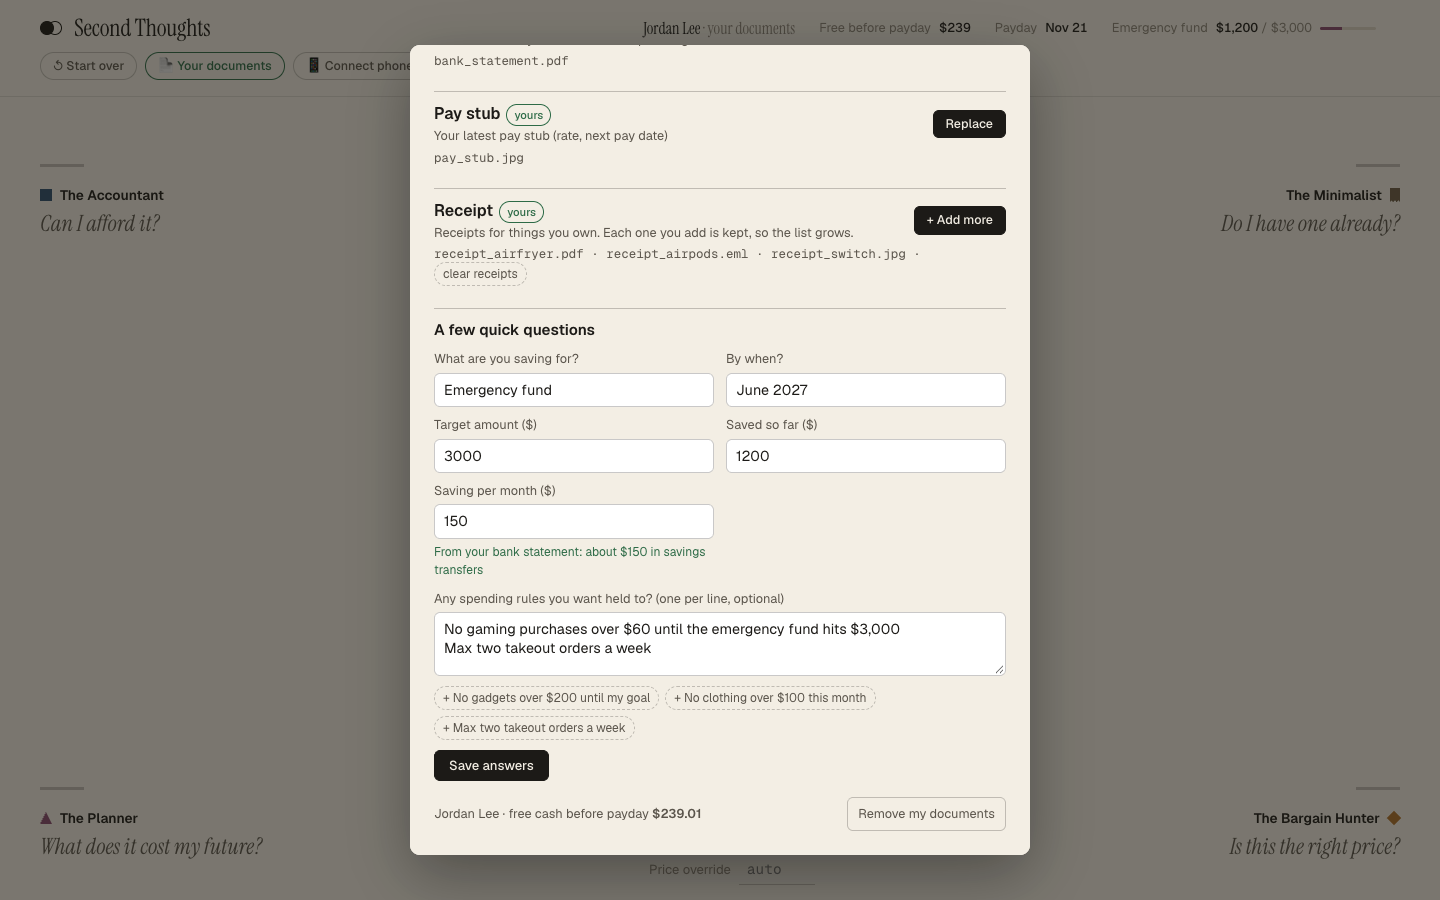 Second Thoughts
Jordan Lee · your documents
Free before payday $239
Payday Nov 21
Emergency fund $1,200 / $3,000
Start over
Your documents
Connect phone
bank_statement.pdf
Pay stub yours
Replace
Your latest pay stub (rate, next pay date)
pay_stub.jpg
The Accountant
Can I afford it?
The Minimalist
Do I have one already?
Receipt yours
+ Add more
Receipts for things you own. Each one you add is kept, so the list grows.
receipt_airfryer.pdf · receipt_airpods.eml · receipt_switch.jpg ·
clear receipts
A few quick questions
What are you saving for?
By when?
Emergency fund
June 2027
Target amount ($)
Saved so far ($)
3000
1200
Saving per month ($)
150
From your bank statement: about $150 in savings
transfers
Any spending rules you want held to? (one per line, optional)
No gaming purchases over $60 until the emergency fund hits $3,000
Max two takeout orders a week
+ No gadgets over $200 until my goal
+ No clothing over $100 this month
+ Max two takeout orders a week
Save answers
Jordan Lee · free cash before payday $239.01
Remove my documents
The Planner
What does it cost my future?
The Bargain Hunter
Is this the right price?
Price override auto